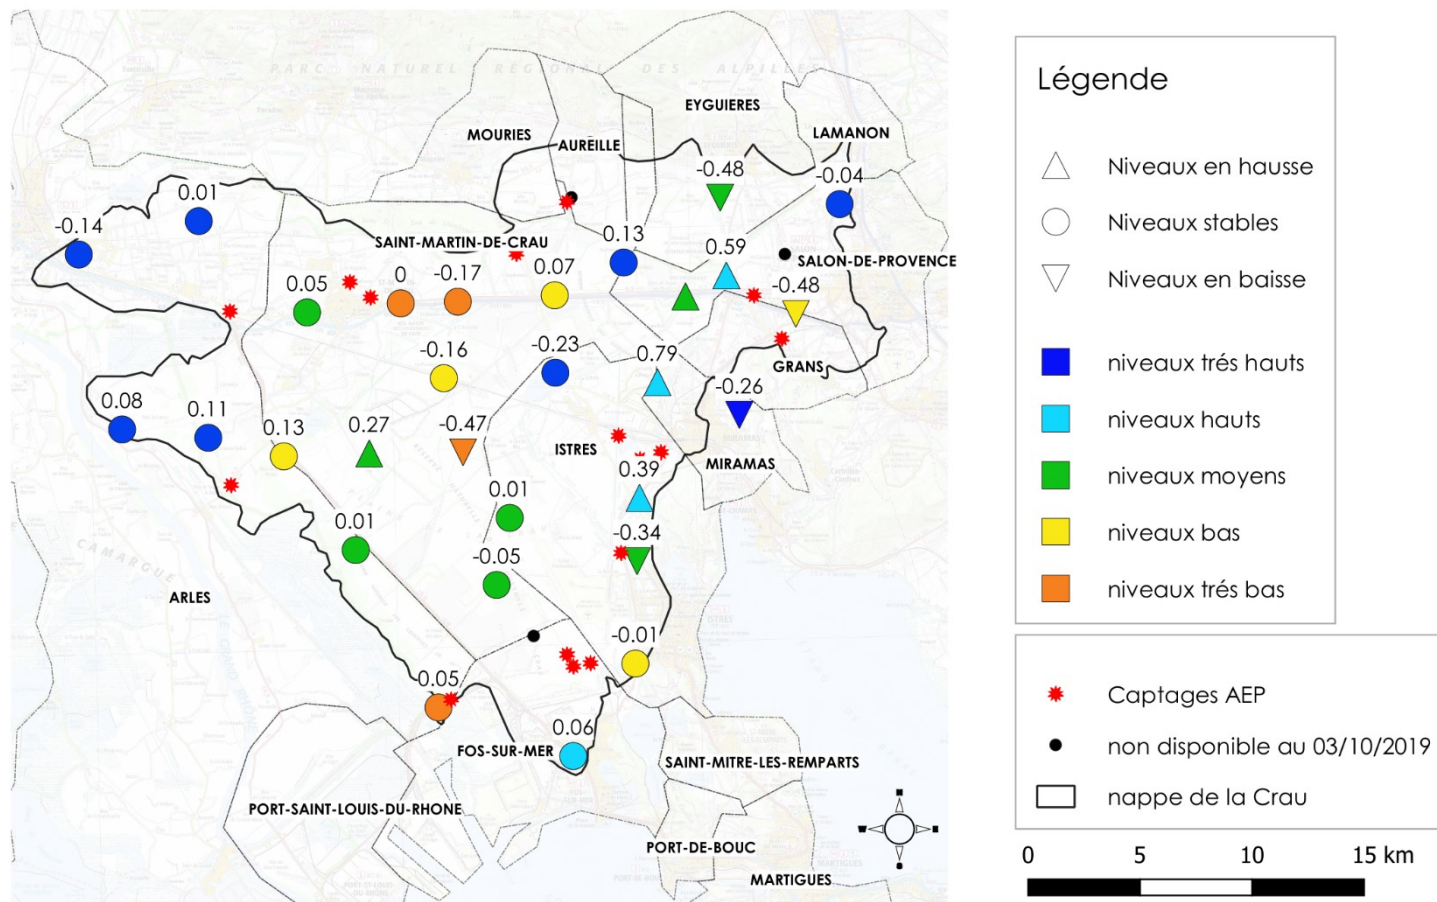 PARC NATUREL RÉGIONAL DES ALPILLES
EYGUIERES
MOURIES
LAMANON
AUREILLE
-0.48
-0.04
0.01
-0.14
SAINT-MARTIN-DE-CRAU
0.13
0.59
SALON-DE-PROVENCE
0.05
0
-0.17
0.07
-0.48
-0.16
-0.23
0.79
GRANS
-0.26
0.08
0.11
0.13
0.27
-0.47
ISTRES
MIRAMAS
0.39
0.01
0.01
-0.34
-0.05
CAMARGUE
ARLES
ISTRES
-0.01
0.05
0.06
FOS-SUR-MER
SAINT-MITRE-LES-REMPARTS
PORT-SAINT-LOUIS-DU-RHONE
PORT-DE-BOUC
MARTIGUES
MARTIGUES
Légende
Niveaux en hausse
Niveaux stables
Niveaux en baisse
niveaux trés hauts
niveaux hauts
niveaux moyens
niveaux bas
niveaux trés bas
Captages AEP
non disponible au 03/10/2019
nappe de la Crau
0 5 10 15 km